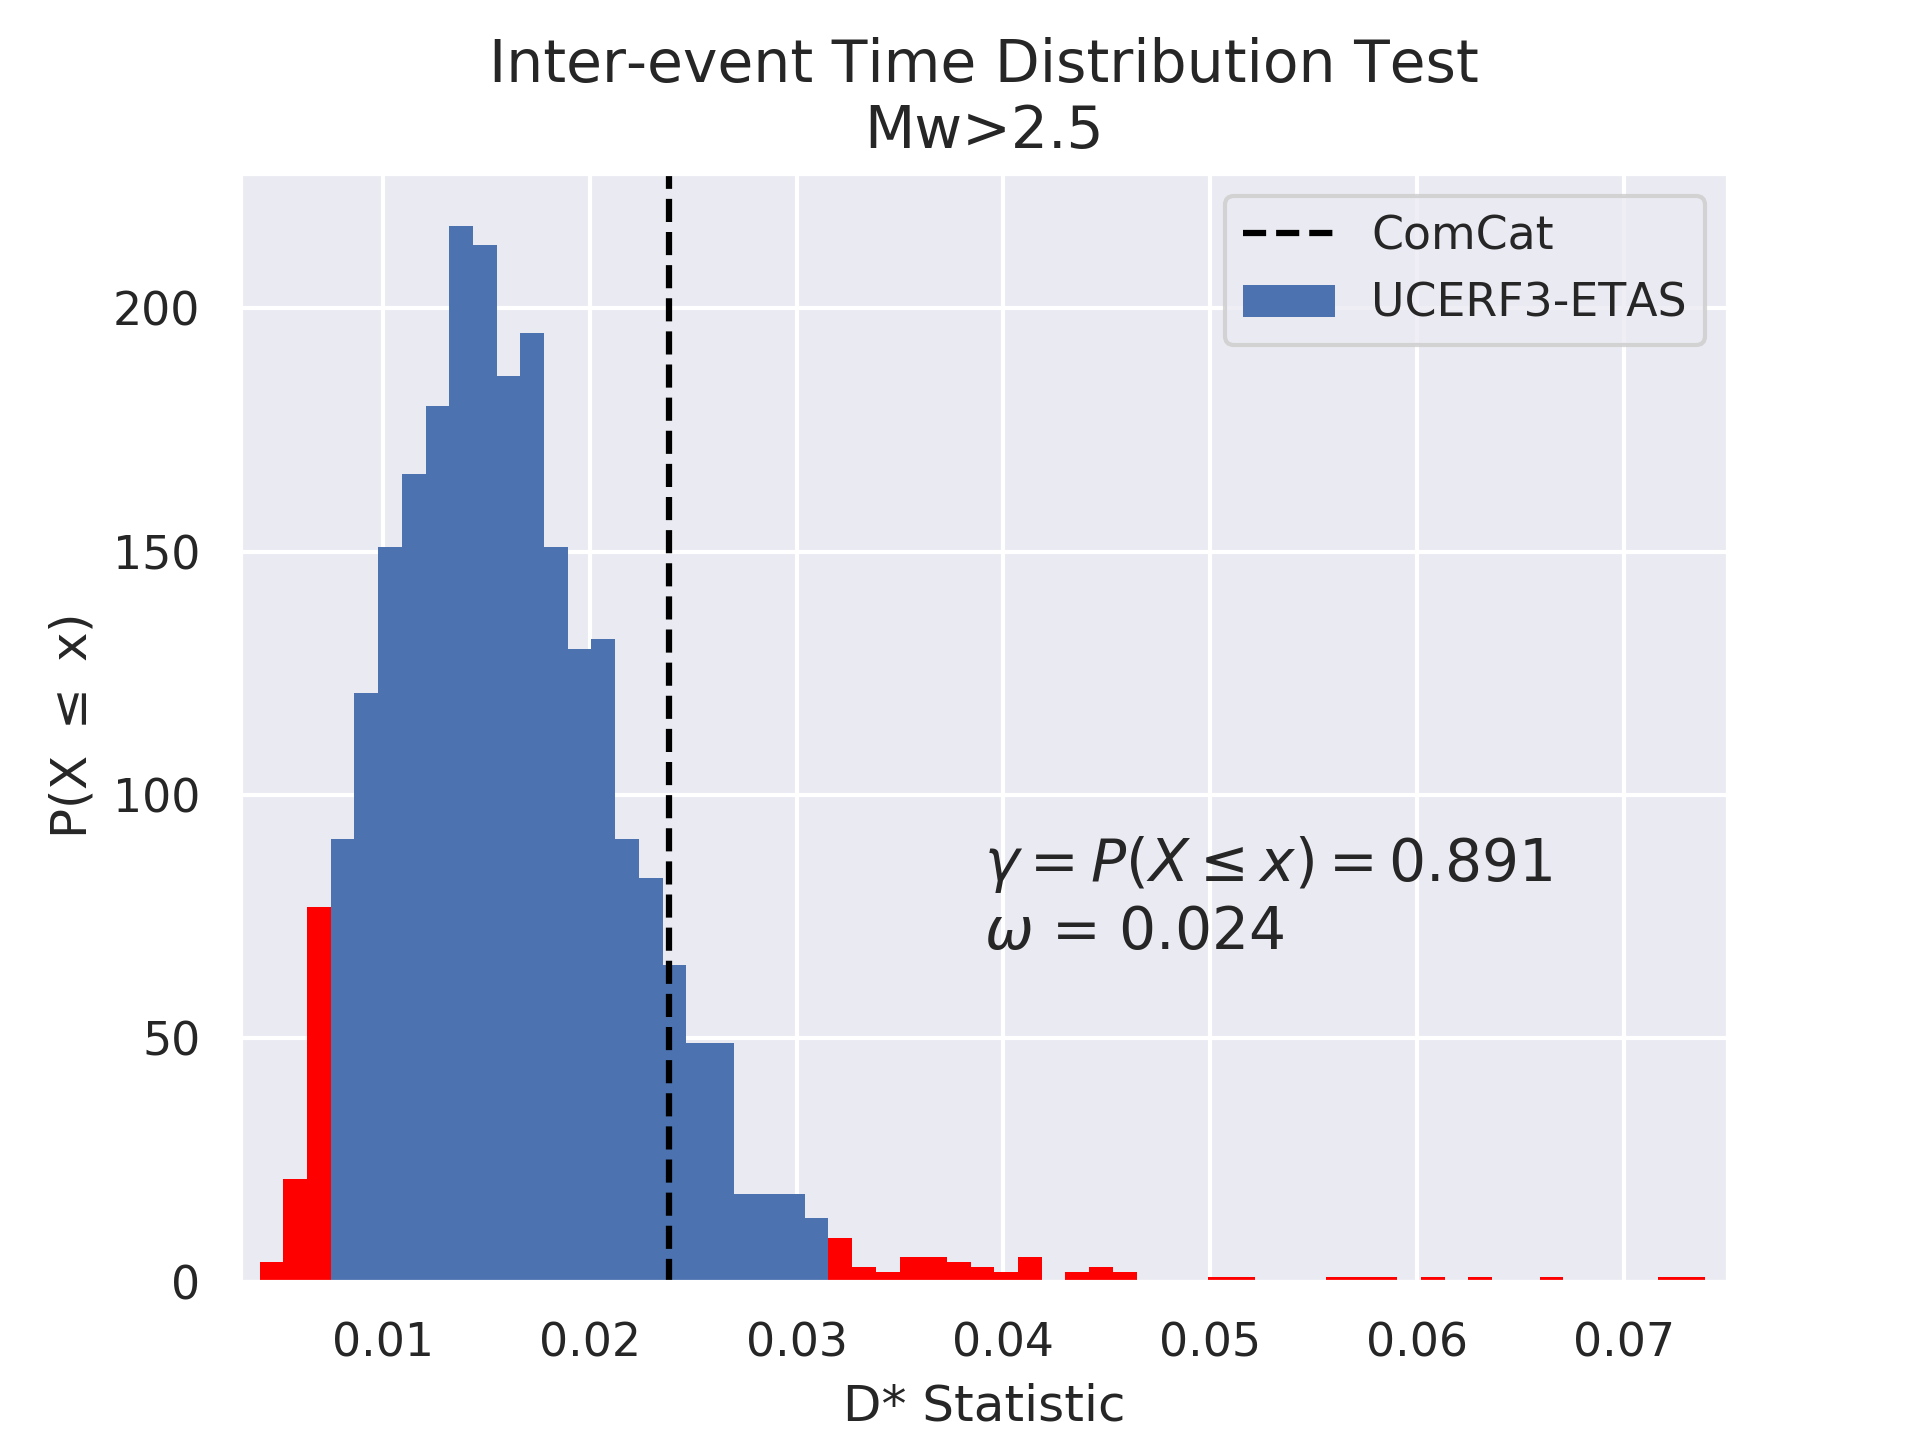 Inter-event Time Distribution Test
Mw>2.5
ComCat
UCERF3-ETAS
P(X ≤ x)
200
150
100
50
0
γ = P(X ≤ x) = 0.891
ω = 0.024
0.01 0.02 0.03 0.04 0.05 0.06 0.07
D* Statistic